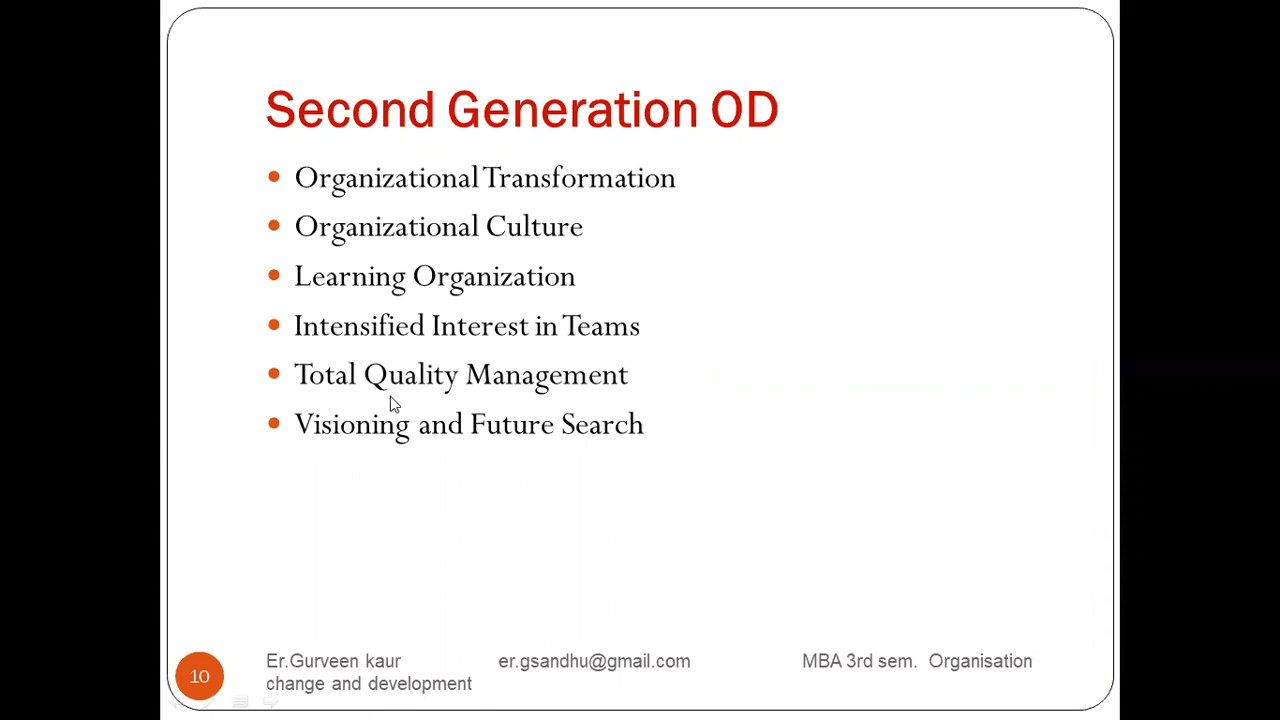 Second Generation OD
Organizational Transformation
Organizational Culture
Learning Organization
Intensified Interest in Teams
Total Quality Management
Visioning and Future Search
10
Er.Gurveen kaur er.gsandhu@gmail.com MBA 3rd sem. Organisation
change and development